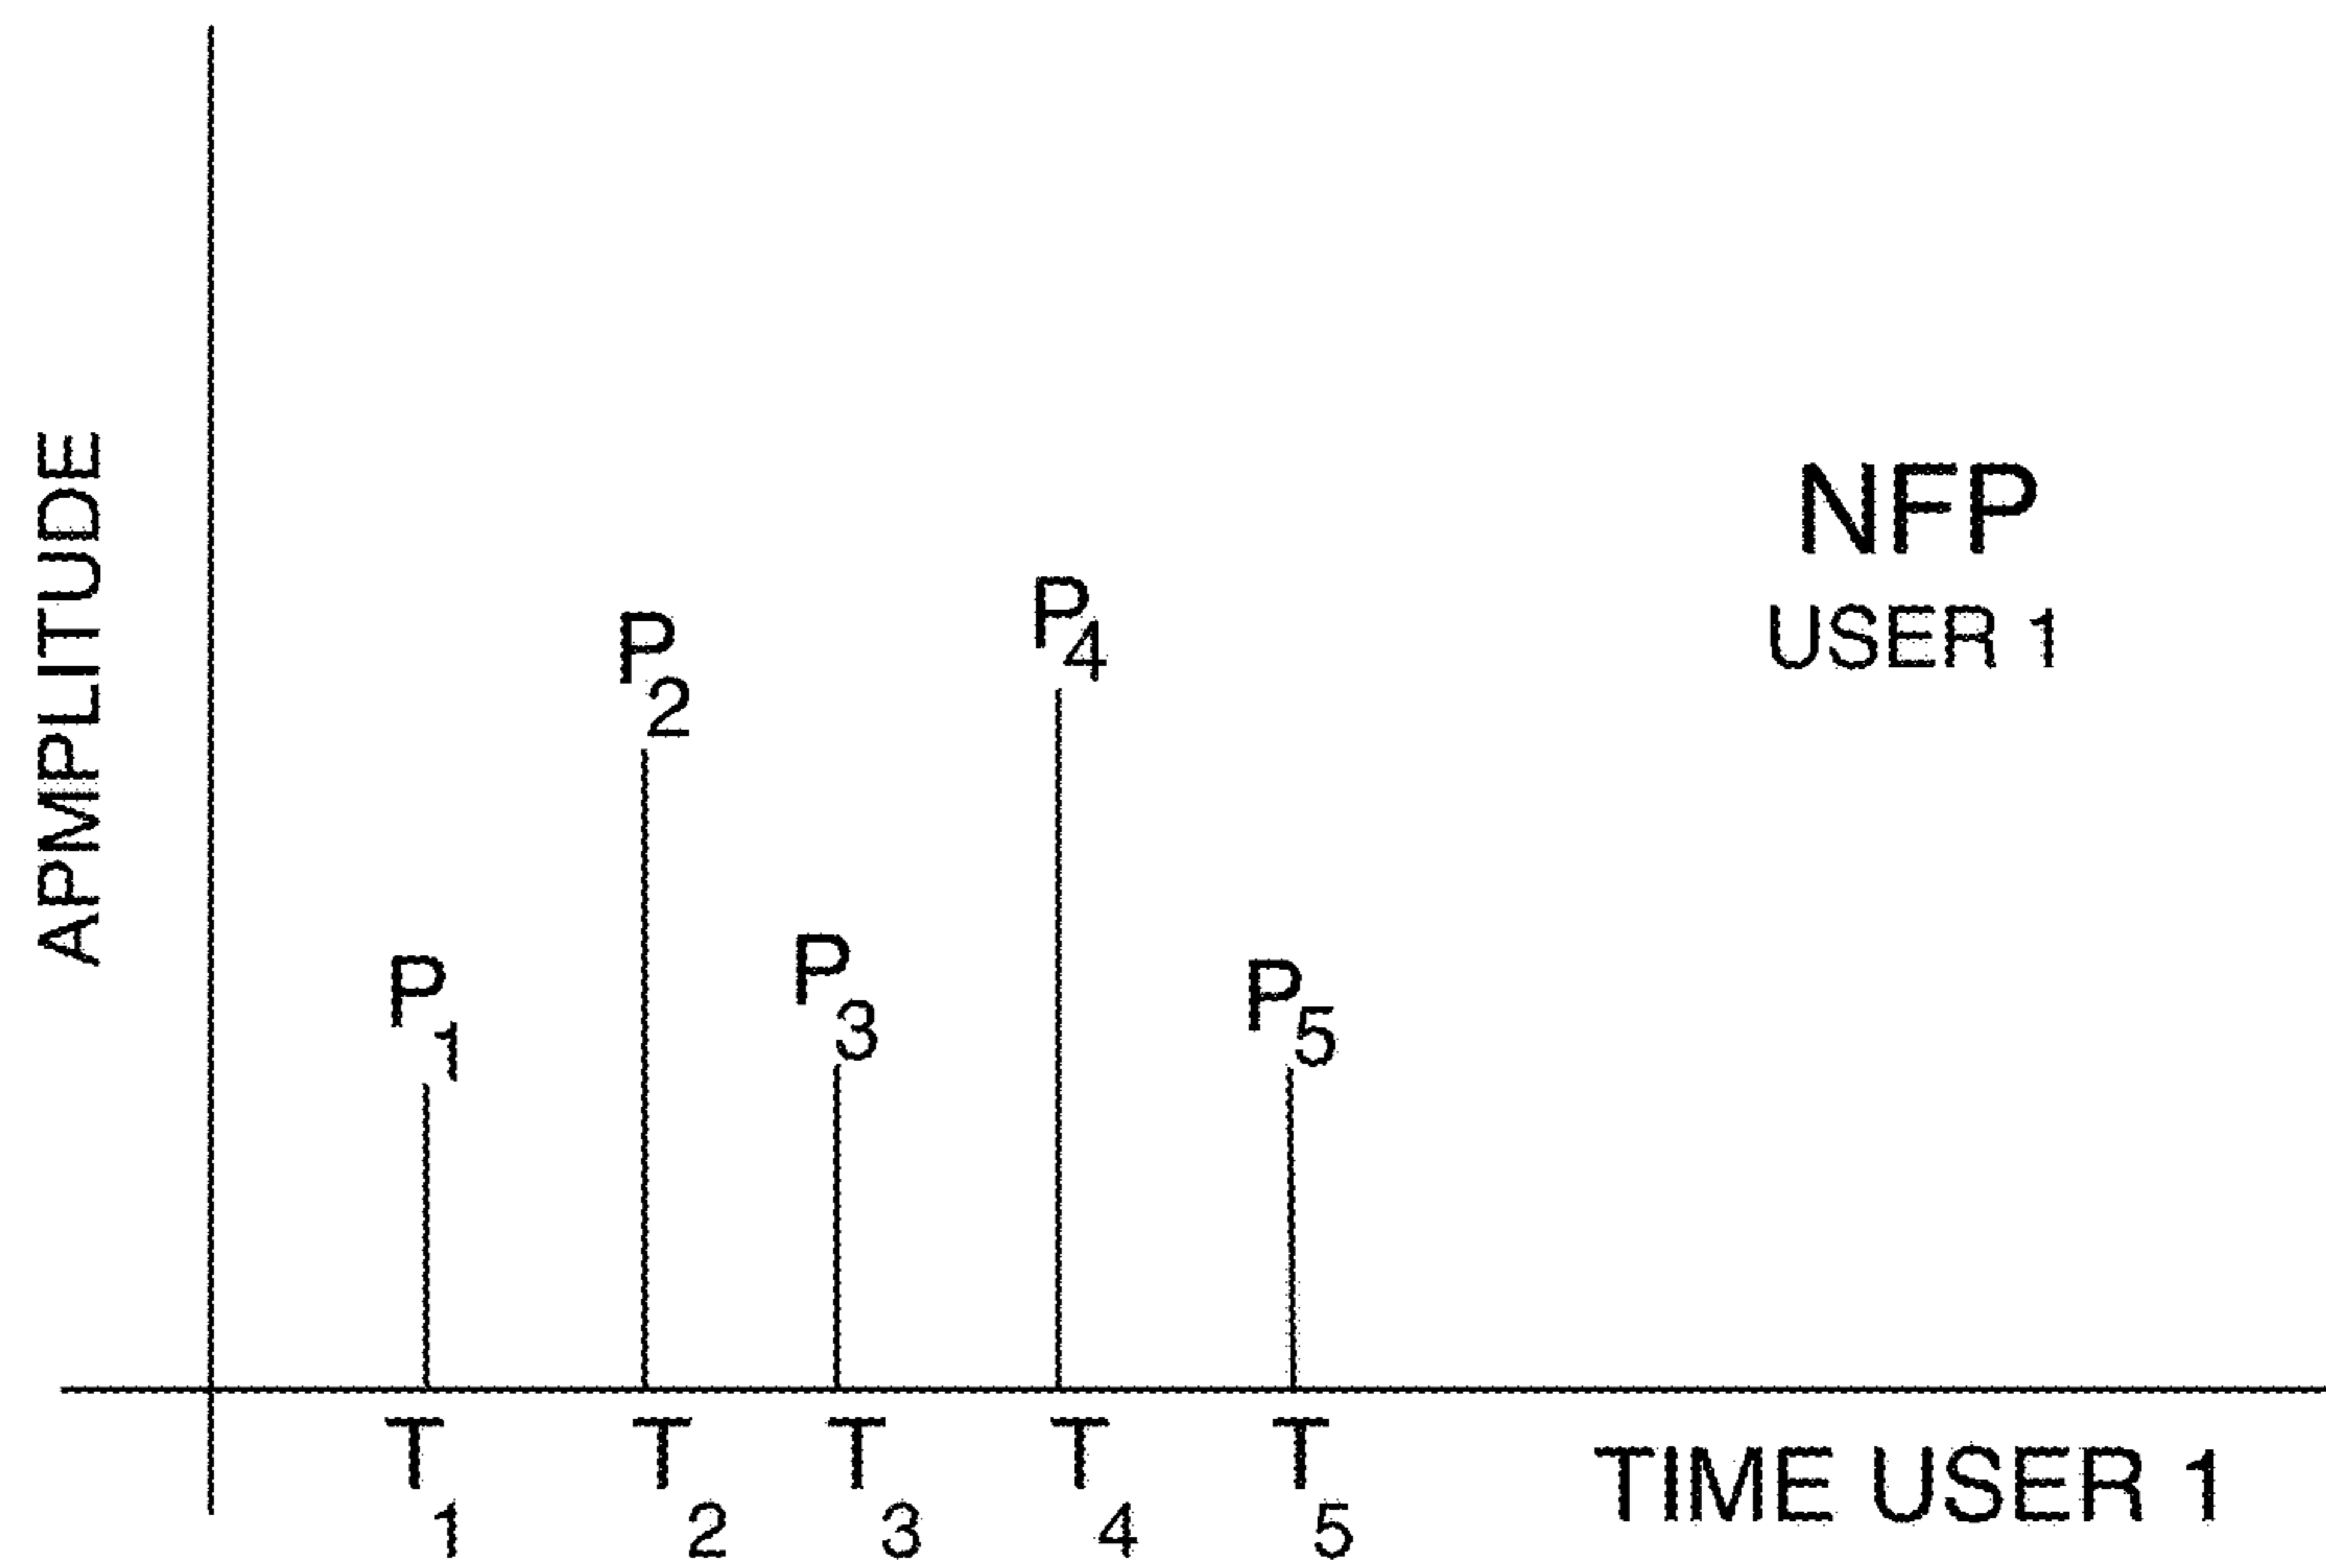 APMPLITUDE
NFP
USER 1
P4
P2
P3
P1
P5
T1 T2 T3 T4 T5
TIME USER 1